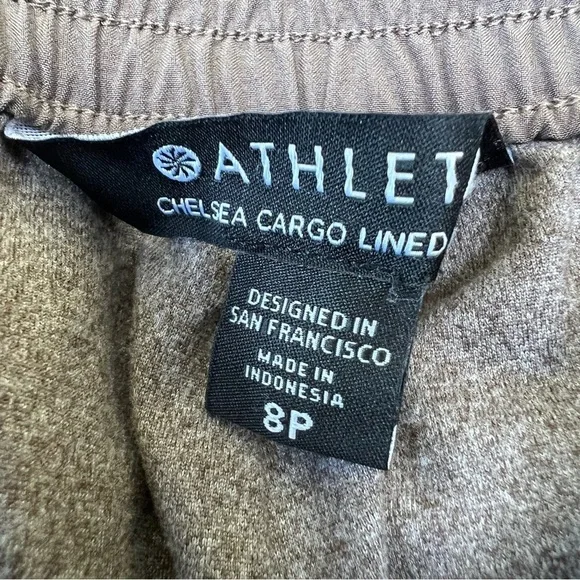 ATHLET
CHELSEA CARGO LINED
DESIGNED IN
SAN FRANCISCO
MADE IN
INDONESIA
8P